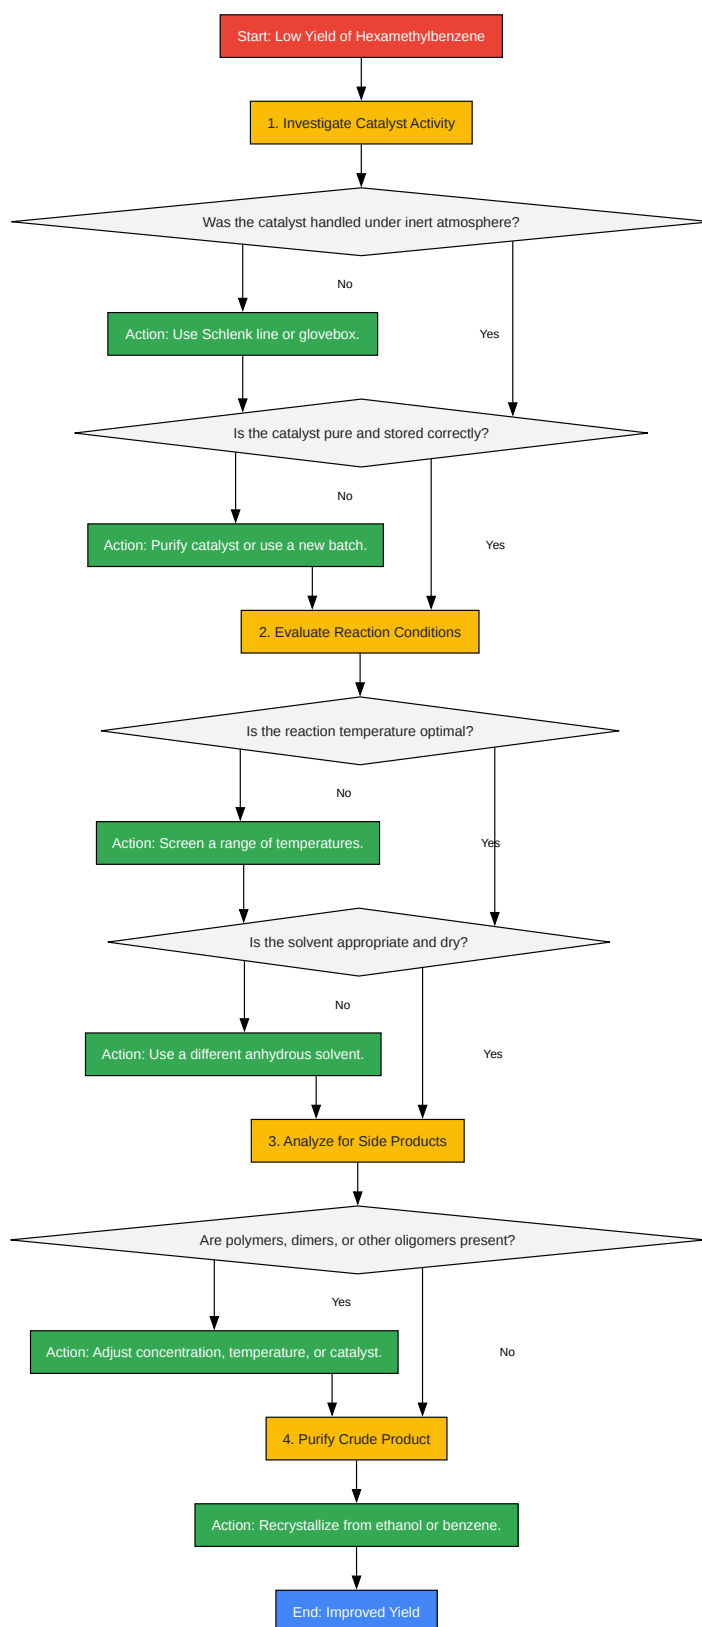 Start: Low Yield of Hexamethylbenzene
1. Investigate Catalyst Activity
Was the catalyst handled under inert atmosphere?
No
Action: Use Schlenk line or glovebox.
Yes
Is the catalyst pure and stored correctly?
No
Action: Purify catalyst or use a new batch.
Yes
2. Evaluate Reaction Conditions
Is the reaction temperature optimal?
No
Action: Screen a range of temperatures.
Yes
Is the solvent appropriate and dry?
No
Action: Use a different anhydrous solvent.
Yes
3. Analyze for Side Products
Are polymers, dimers, or other oligomers present?
Yes
Action: Adjust concentration, temperature, or catalyst.
No
4. Purify Crude Product
Action: Recrystallize from ethanol or benzene.
End: Improved Yield